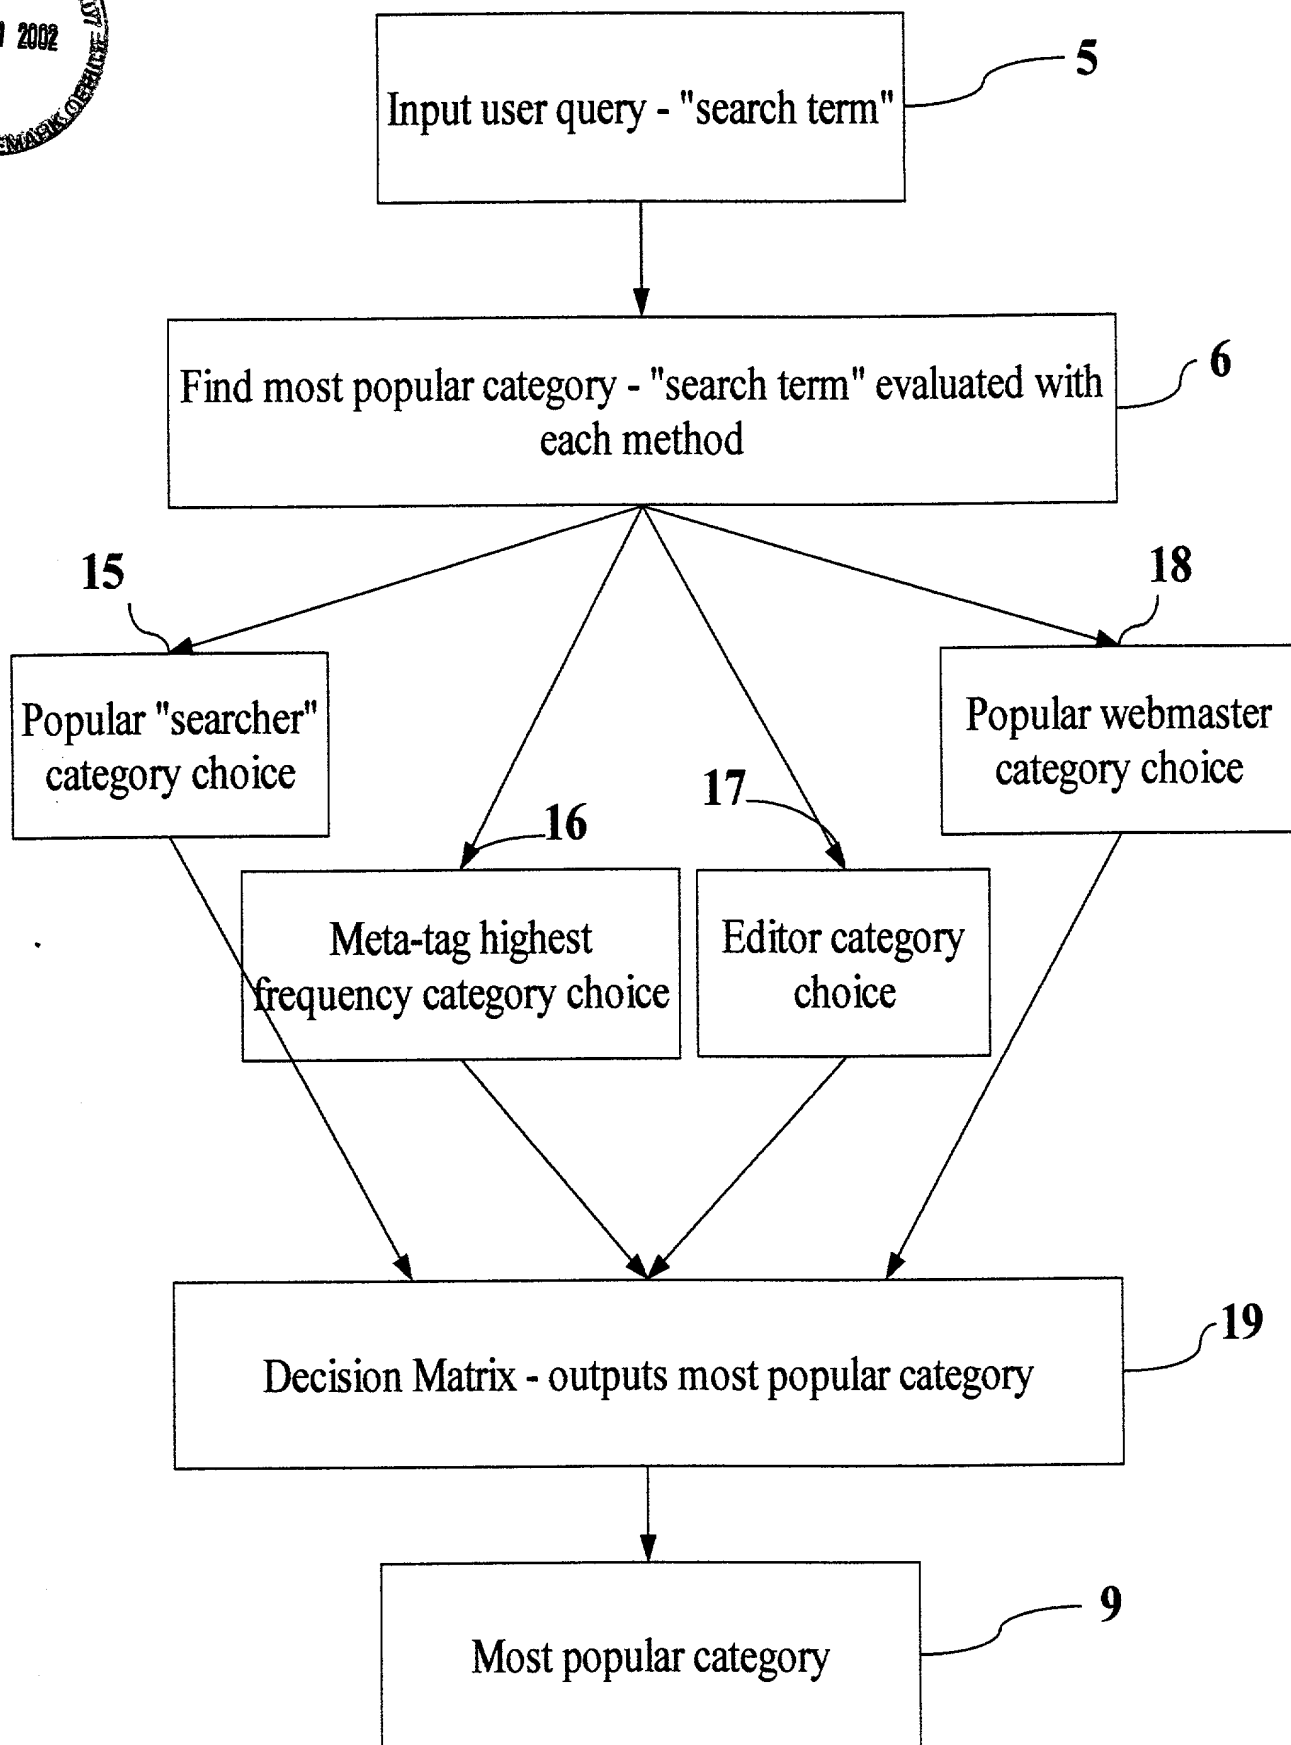 2002
5
Input user query - "search term"
6
Find most popular category - "search term" evaluated with
each method
15
18
Popular "searcher"
category choice
Popular webmaster
category choice
17
16
Meta-tag highest
frequency category choice
Editor category
choice
19
Decision Matrix - outputs most popular category
9
Most popular category